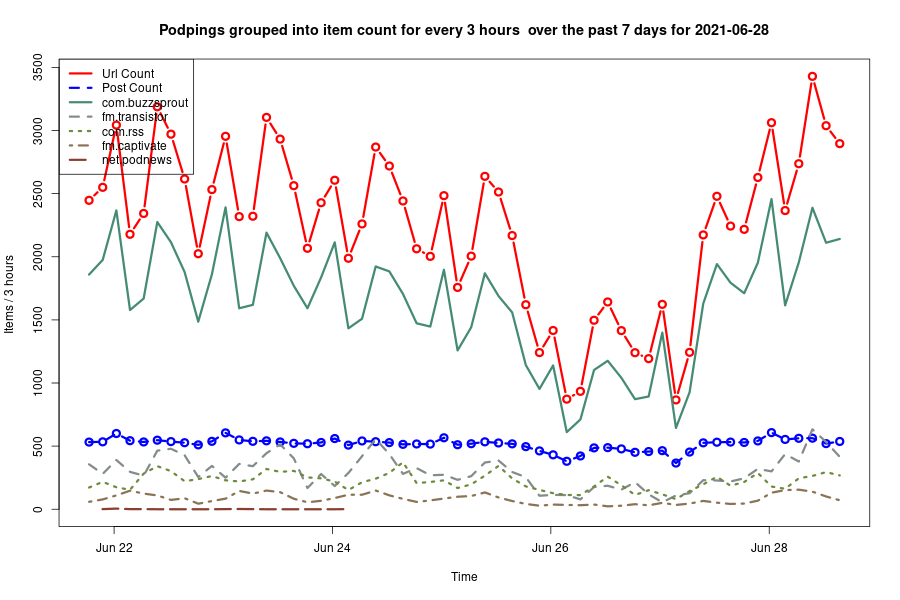 Podpings grouped into item count for every 3 hours  over the past 7 days for 2021-06-28
Url Count
Post Count
com.buzzsprout
fm.transistor
com.rss
fm.captivate
net.podnews
3500
3000
2500
2000
1500
1000
500
0
Items / 3 hours
Jun 22
Jun 24
Jun 26
Jun 28
Time